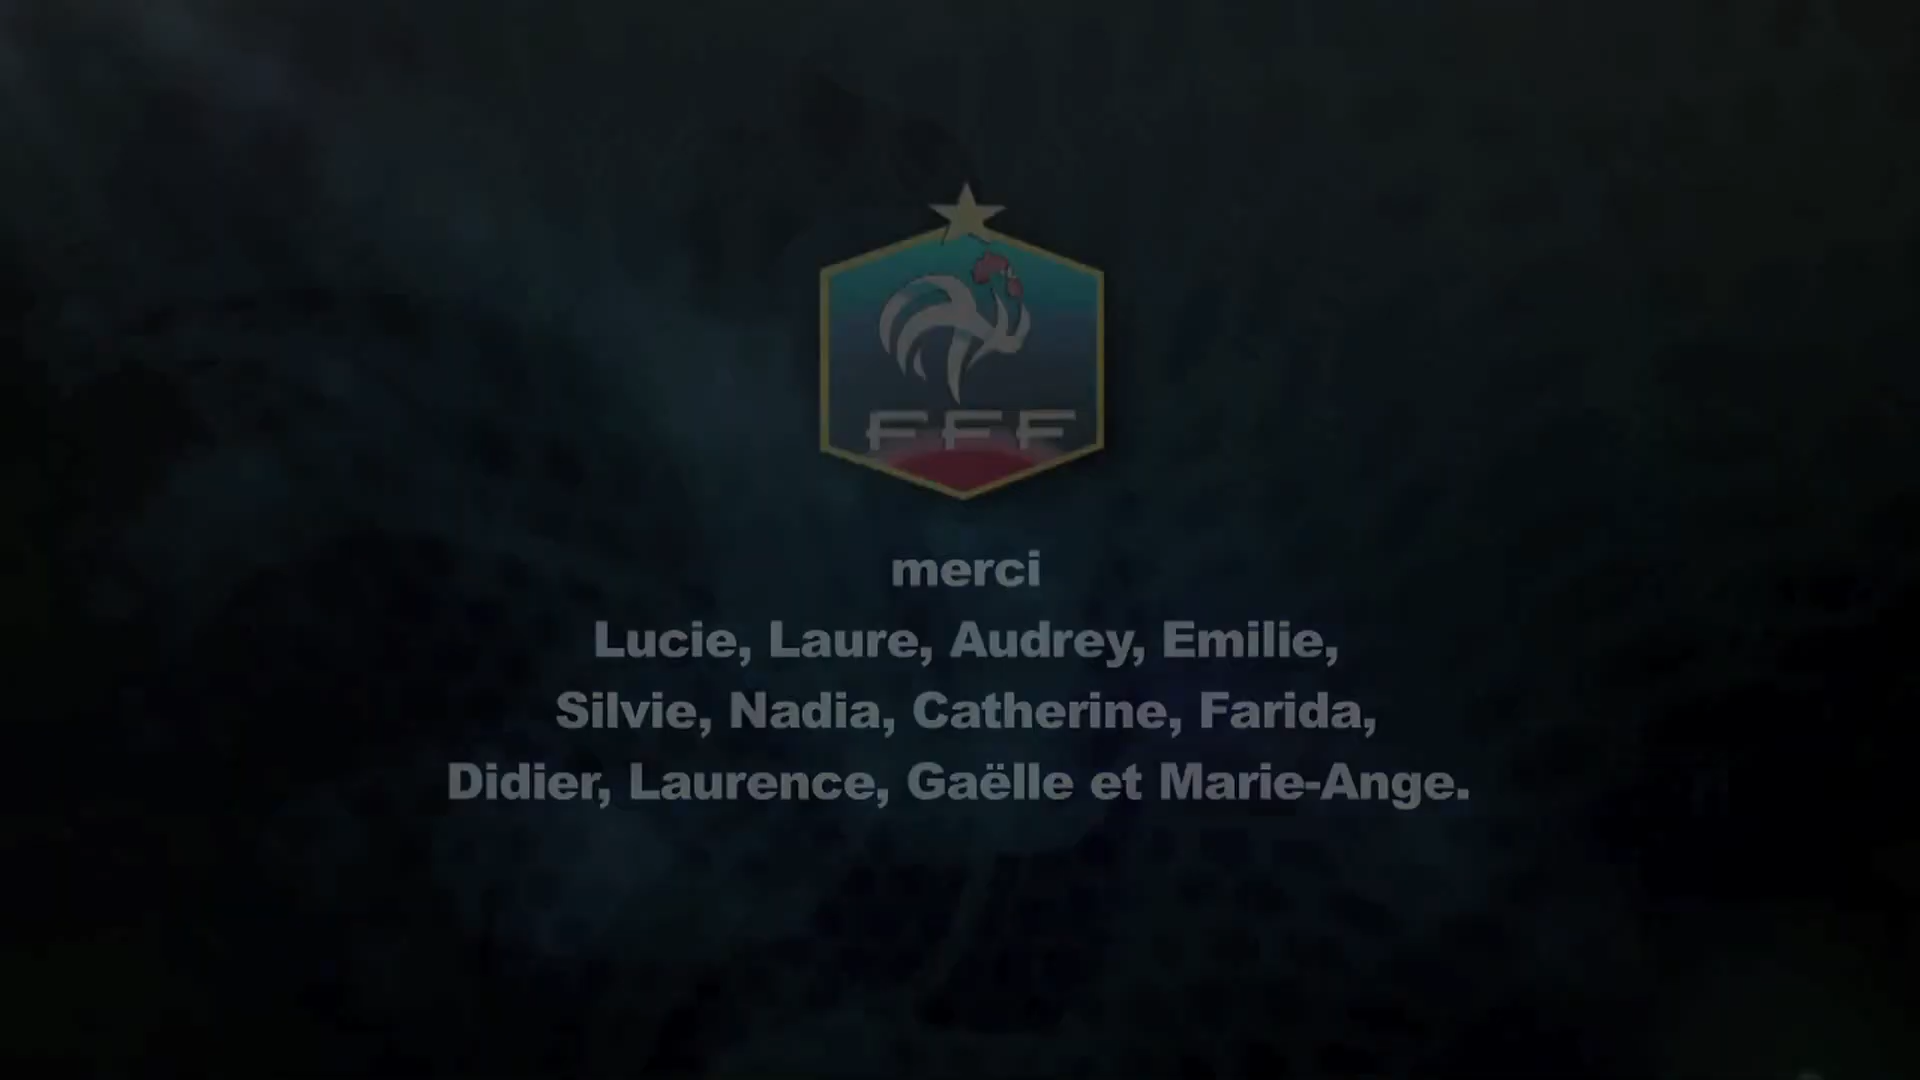 FFF
merci
Lucie, Laure, Audrey, Emilie,
Silvie, Nadia, Catherine, Farida,
Didier, Laurence, Gaëlle et Marie-Ange.